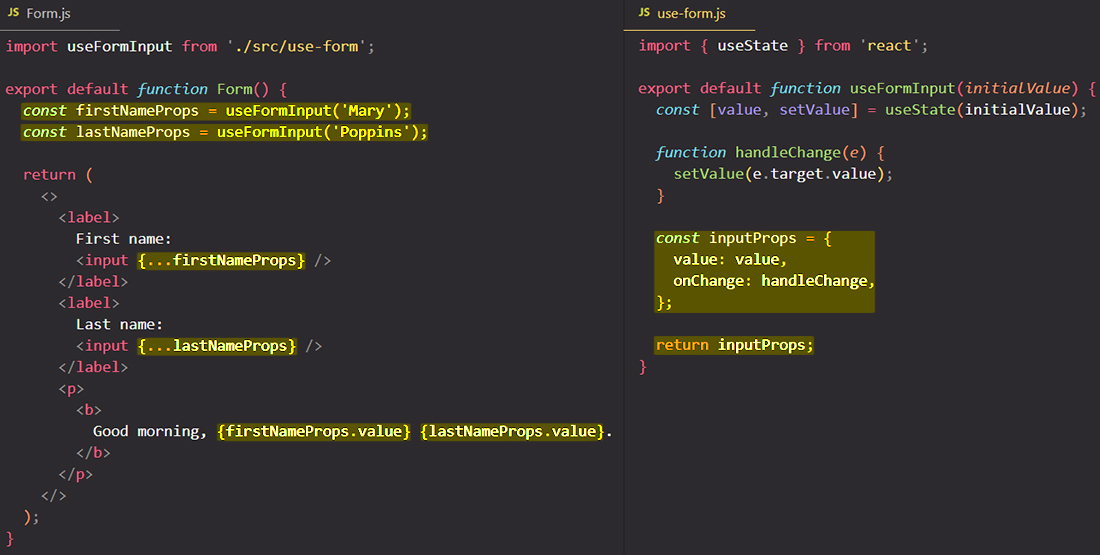 JS Form.js
import useFormInput from './src/use-form';
export default function Form() {
const firstNameProps = useFormInput('Mary');
const lastNameProps = useFormInput('Poppins');
return (
<>
<label>
First name:
<input {...firstNameProps} />
</label>
<label>
Last name:
<input {...lastNameProps} />
</label>
<p>
<b>
Good morning, {firstNameProps.value} {lastNameProps.value}.
</b>
</p>
</>
);
}
JS use-form.js
import { useState } from 'react';
export default function useFormInput(initialValue) {
const [value, setValue] = useState(initialValue);
function handleChange(e) {
setValue(e.target.value);
}
const inputProps = {
value: value,
onChange: handleChange,
};
return inputProps;
}